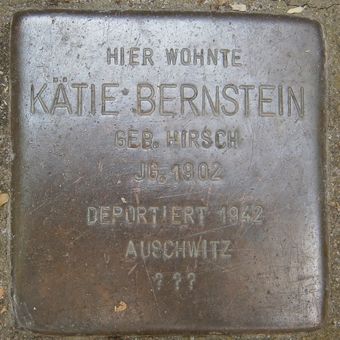 HIER WOHNTE
KÄTIE BERNSTEIN
GEB. HIRSCH
JG. 1902
DEPORTIERT 1942
AUSCHWITZ
???